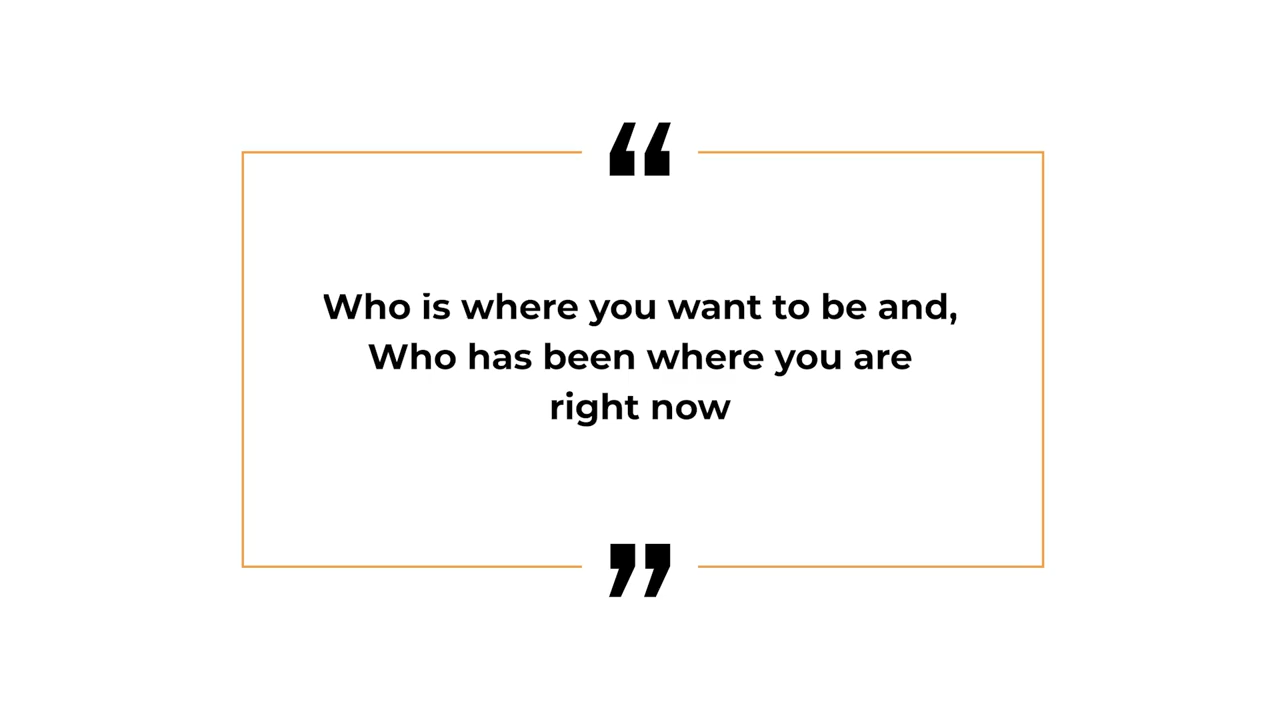 “
Who is where you want to be and,
Who has been where you are
right now
”